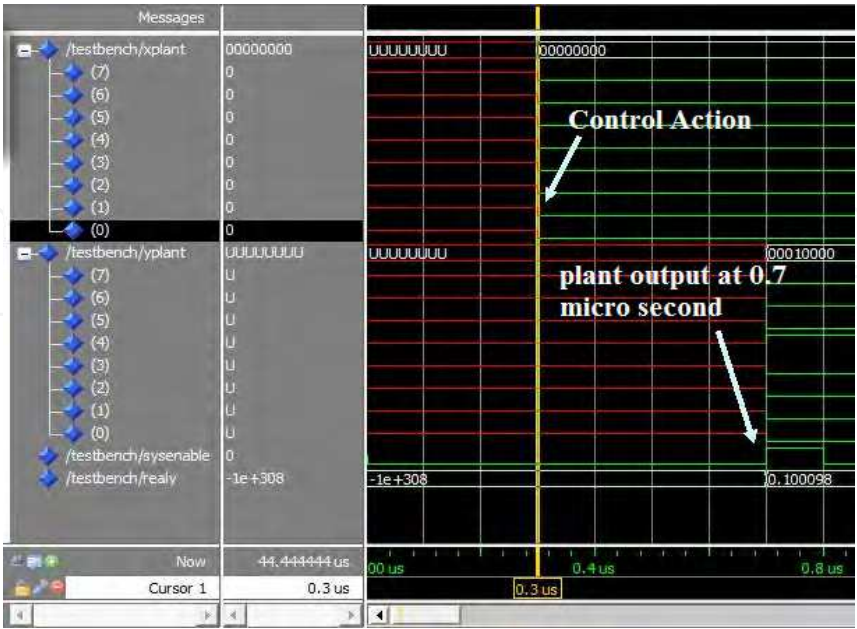 Messages
/testbench/xplant 00000000 UUUUUUUU 00000000
(7) 0
(6) 0
(5) 0
(4) 0
(3) 0
(2) 0
(1) 0
(0) 0
Control Action
/testbench/yplant UUUUUUUU UUUUUUUU 00010000
(7) U
(6) U
(5) U
(4) U
(3) U
(2) U
(1) U
(0) U
plant output at 0.7
micro second
/testbench/sysenable 0
/testbench/realy -1e+308 -1e+308 0.100098
Now 44.444444 us 00 us 0.4 us 0.8 us
Cursor 1 0.3 us 0.3 us